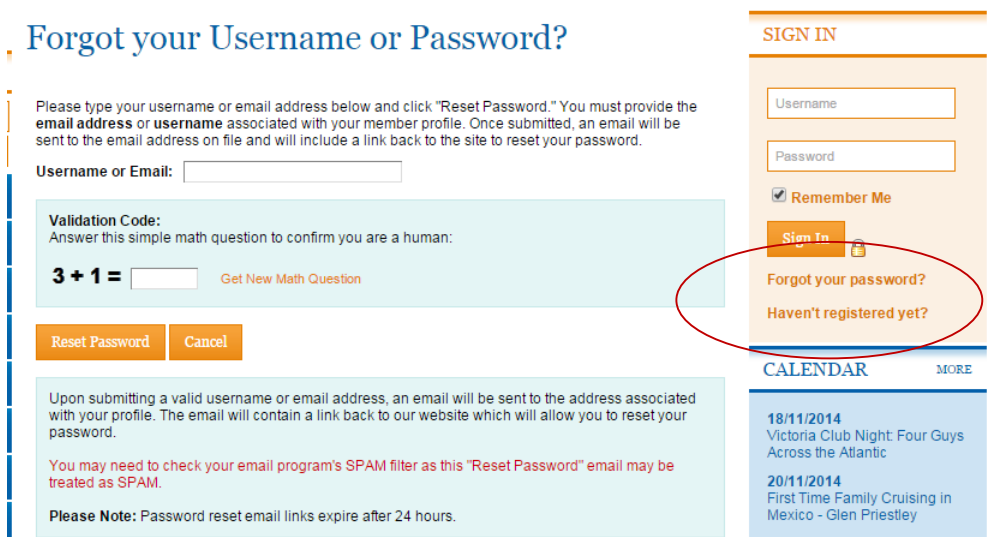 Forgot your Username or Password?
Please type your username or email address below and click "Reset Password." You must provide the
email address or username associated with your member profile. Once submitted, an email will be
sent to the email address on file and will include a link back to the site to reset your password.
Username or Email:
Validation Code:
Answer this simple math question to confirm you are a human:
3 + 1 =
Get New Math Question
Reset Password
Cancel
Upon submitting a valid username or email address, an email will be sent to the address associated
with your profile. The email will contain a link back to our website which will allow you to reset your
password.
You may need to check your email program's SPAM filter as this "Reset Password" email may be
treated as SPAM.
Please Note: Password reset email links expire after 24 hours.
SIGN IN
Username
Password
Remember Me
Sign In
Forgot your password?
Haven't registered yet?
CALENDAR MORE
18/11/2014
Victoria Club Night: Four Guys
Across the Atlantic
20/11/2014
First Time Family Cruising in
Mexico - Glen Priestley